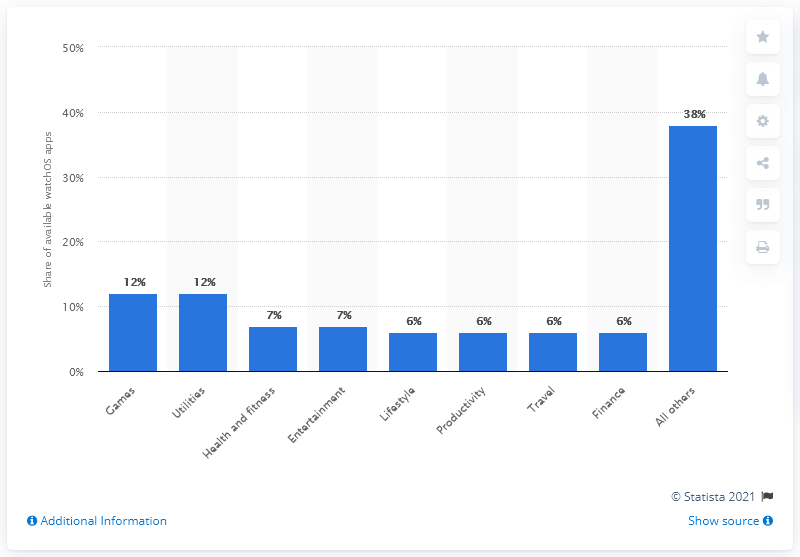 50%
40%
30%
20%
10%
0%
Share of available watchOS apps
12%
12%
7%
7%
6%
6%
6%
6%
38%
Games
Utilities
Health and fitness
Entertainment
Lifestyle
Productivity
Travel
Finance
All others
© Statista 2021
Additional Information
Show source